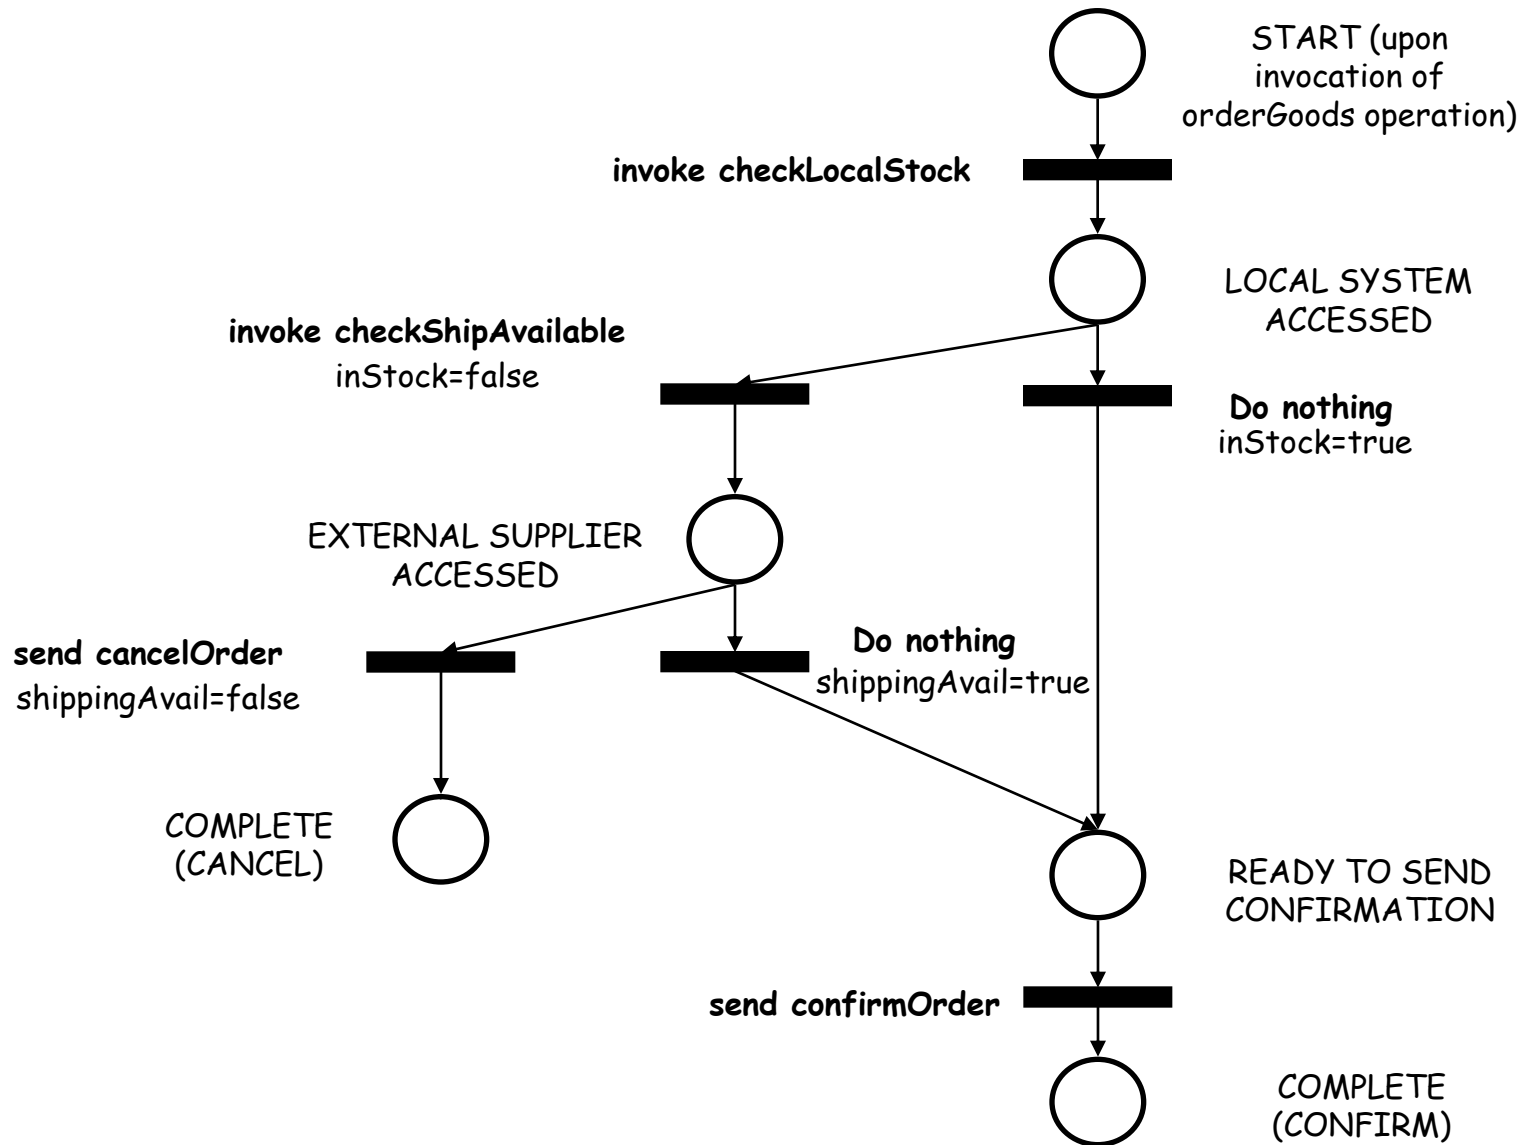 START (upon
invocation of
orderGoods operation)
invoke checkLocalStock
LOCAL SYSTEM
ACCESSED
invoke checkShipAvailable
inStock=false
Do nothing
inStock=true
EXTERNAL SUPPLIER
ACCESSED
send cancelOrder
shippingAvail=false
Do nothing
shippingAvail=true
COMPLETE
(CANCEL)
READY TO SEND
CONFIRMATION
send confirmOrder
COMPLETE
(CONFIRM)